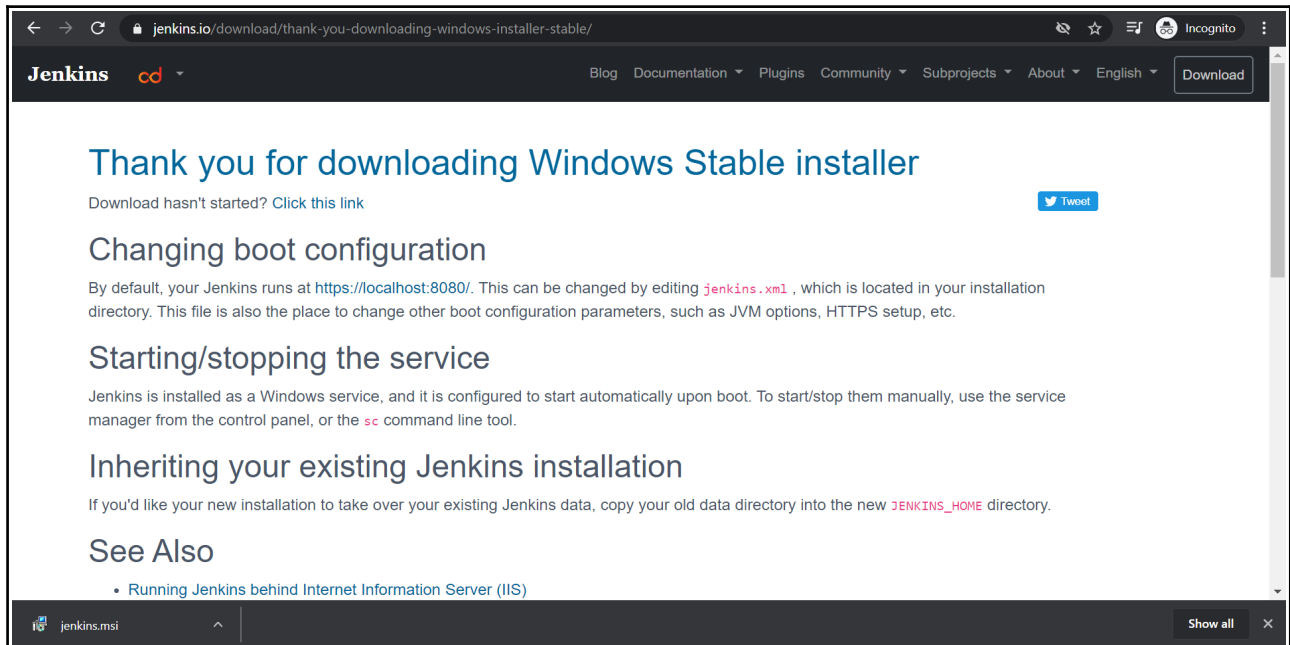 jenkins.io/download/thank-you-downloading-windows-installer-stable/
Incognito
Jenkins cd Blog Documentation Plugins Community Subprojects About English Download
Thank you for downloading Windows Stable installer
Download hasn't started? Click this link
Tweet
Changing boot configuration
By default, your Jenkins runs at https://localhost:8080/. This can be changed by editing jenkins.xml , which is located in your installation
directory. This file is also the place to change other boot configuration parameters, such as JVM options, HTTPS setup, etc.
Starting/stopping the service
Jenkins is installed as a Windows service, and it is configured to start automatically upon boot. To start/stop them manually, use the service
manager from the control panel, or the sc command line tool.
Inheriting your existing Jenkins installation
If you'd like your new installation to take over your existing Jenkins data, copy your old data directory into the new JENKINS_HOME directory.
See Also
• Running Jenkins behind Internet Information Server (IIS)
jenkins.msi
Show all